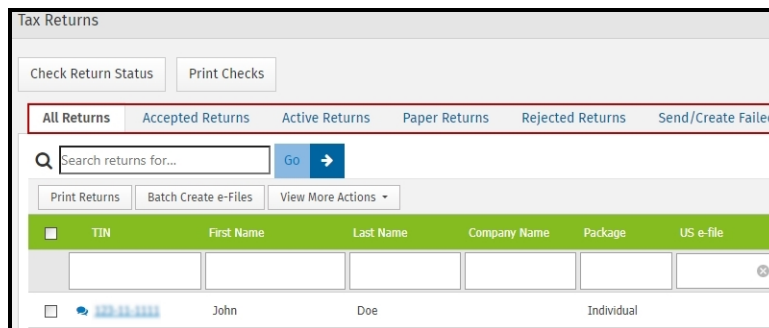 Tax Returns
Check Return Status Print Checks
All Returns Accepted Returns Active Returns Paper Returns Rejected Returns Send/Create Failed
Search returns for... Go
Print Returns Batch Create e-Files View More Actions
TIN First Name Last Name Company Name Package US e-file
John Doe Individual